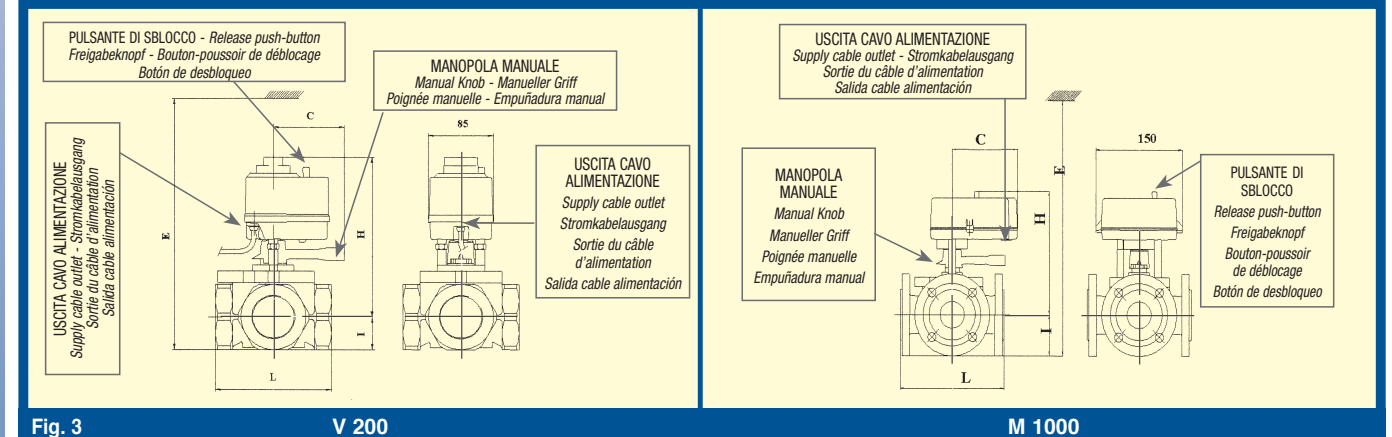 PULSANTE DI SBLOCCO - Release push-button
Freigabeknopf - Bouton-poussoir de déblocage
Botón de desbloqueo
MANOPOLA MANUALE
Manual Knob - Manueller Griff
Poignée manuelle - Empuñadura manual
C
85
E
H
I
L
USCITA CAVO ALIMENTAZIONE
Supply cable outlet - Stromkabelausgang
Sortie du câble d'alimentation
Salida cable alimentación
USCITA CAVO
ALIMENTAZIONE
Supply cable outlet
Stromkabelausgang
Sortie du câble
d'alimentation
Salida cable alimentación
USCITA CAVO ALIMENTAZIONE
Supply cable outlet - Stromkabelausgang
Sortie du câble d'alimentation
Salida cable alimentación
C
E
150
H
I
L
MANOPOLA
MANUALE
Manual Knob
Manueller Griff
Poignée manuelle
Empuñadura manual
PULSANTE DI
SBLOCCO
Release push-button
Freigabeknopf
Bouton-poussoir
de déblocage
Botón de desbloqueo
Fig. 3 V 200 M 1000